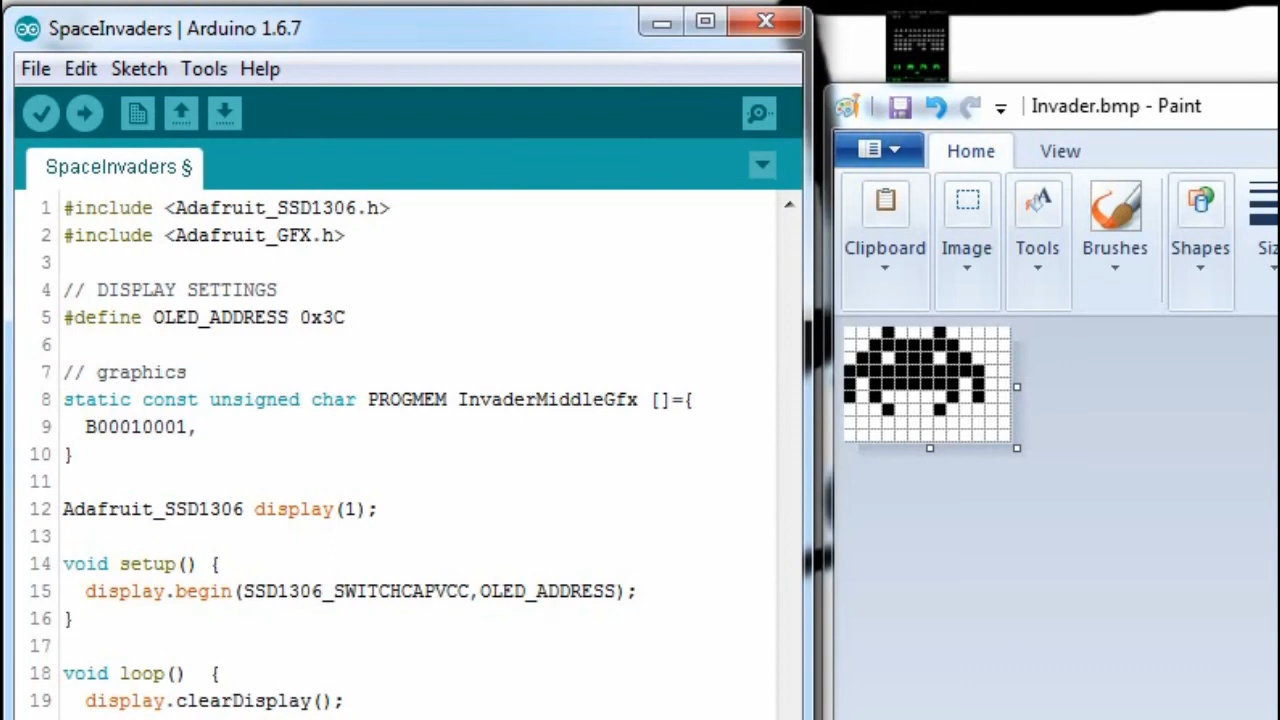 SpaceInvaders | Arduino 1.6.7
File Edit Sketch Tools Help
SpaceInvaders §
1 #include <Adafruit_SSD1306.h>
2 #include <Adafruit_GFX.h>
3
4 // DISPLAY SETTINGS
5 #define OLED_ADDRESS 0x3C
6
7 // graphics
8 static const unsigned char PROGMEM InvaderMiddleGfx []={
9 B00010001,
10 }
11
12 Adafruit_SSD1306 display(1);
13
14 void setup() {
15 display.begin(SSD1306_SWITCHCAPVCC,OLED_ADDRESS);
16 }
17
18 void loop() {
19 display.clearDisplay();
Invader.bmp - Paint
Home View
Clipboard Image Tools Brushes Shapes Siz